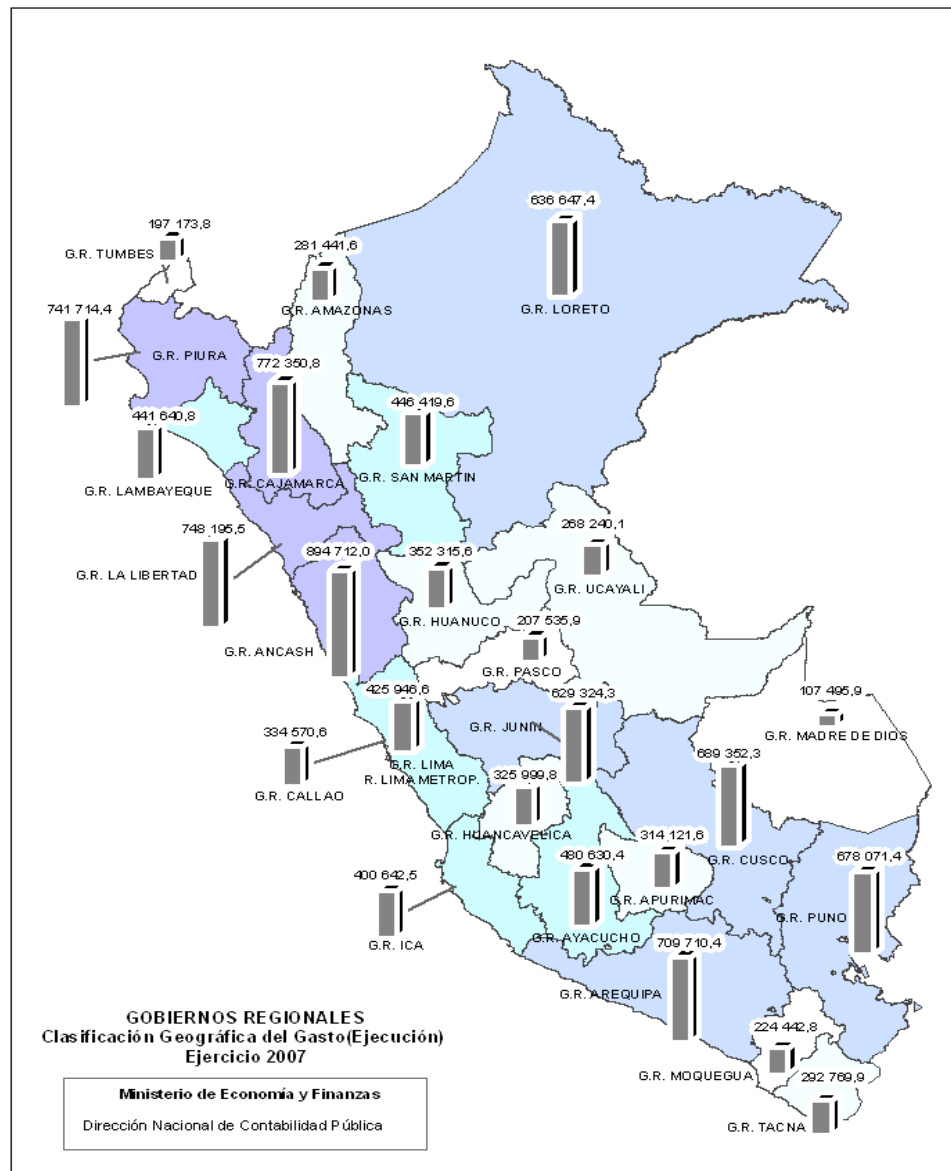 636 647,4
G.R. LORETO
197 173,8
G.R. TUMBES
281 441,6
G.R. AMAZONAS
741 714,4
G.R. PIURA
772 350,8
G.R. CAJAMARCA
441 640,8
G.R. LAMBAYEQUE
446 419,6
G.R. SAN MARTIN
748 195,5
G.R. LA LIBERTAD
894 712,0
G.R. ANCASH
352 315,6
G.R. HUANUCO
268 240,1
G.R. UCAYALI
207 535,9
G.R. PASCO
425 946,6
G.R. LIMA
R. LIMA METROP.
629 324,3
G.R. JUNIN
107 495,9
G.R. MADRE DE DIOS
334 570,6
G.R. CALLAO
325 999,8
G.R. HUANCAVELICA
689 352,3
G.R. CUSCO
314 121,6
G.R. APURIMAC
678 071,4
G.R. PUNO
480 630,4
G.R. AYACUCHO
400 642,5
G.R. ICA
709 710,4
G.R. AREQUIPA
224 442,8
G.R. MOQUEGUA
292 769,9
G.R. TACNA
GOBIERNOS REGIONALES
Clasificación Geográfica del Gasto(Ejecución)
Ejercicio 2007
Ministerio de Economía y Finanzas
Dirección Nacional de Contabilidad Pública